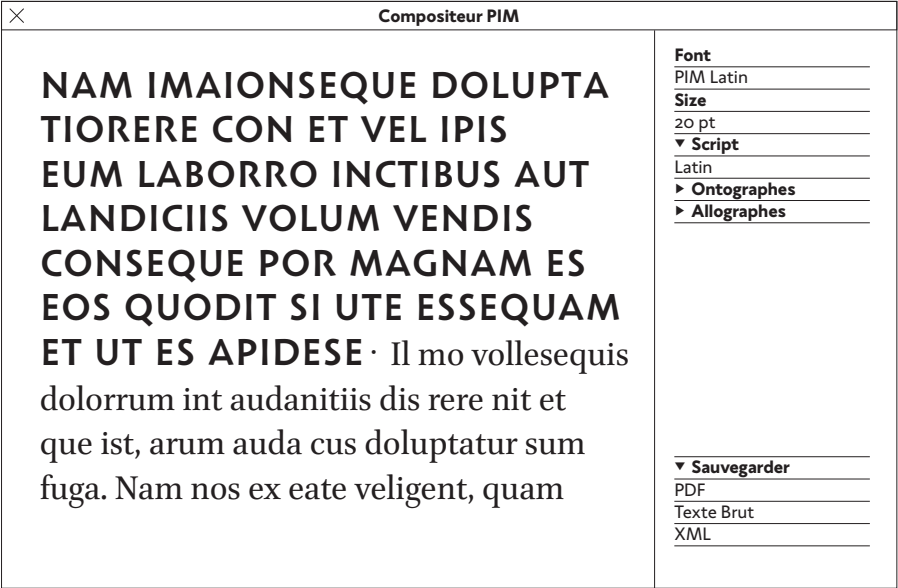 Compositeur PIM
NAM IMAIONSEQUE DOLUPTA
TIORERE CON ET VEL IPIS
EUM LABORRO INCTIBUS AUT
LANDICIIS VOLUM VENDIS
CONSEQUE POR MAGNAM ES
EOS QUODIT SI UTE ESSEQUAM
ET UT ES APIDESE · Il mo vollesequis
dolorrum int audanitiis dis rere nit et
que ist, arum auda cus doluptatur sum
fuga. Nam nos ex eate veligent, quam
Font
PIM Latin
Size
20 pt
▼ Script
Latin
► Ontographes
► Allographes
▼ Sauvegarder
PDF
Texte Brut
XML